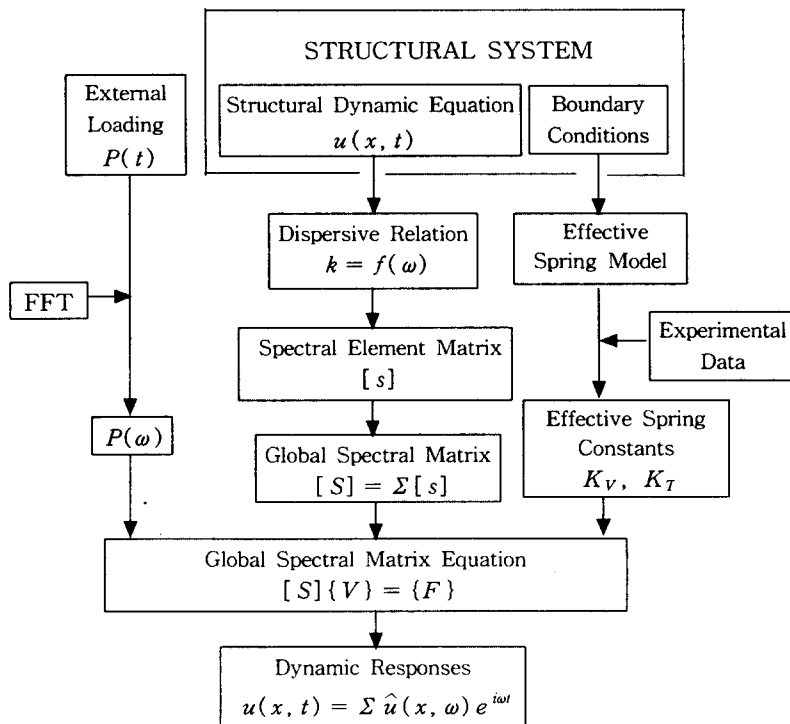 STRUCTURAL SYSTEM
External
Loading
P(t)
Structural Dynamic Equation
u(x, t)
Boundary
Conditions
Dispersive Relation
k = f(ω)
Effective
Spring Model
FFT
Experimental
Data
Spectral Element Matrix
[s]
P(ω)
Global Spectral Matrix
[S] = Σ[s]
Effective Spring
Constants
K_V, K_T
Global Spectral Matrix Equation
[S]{V} = {F}
Dynamic Responses
u(x, t) = Σ û(x, ω) e^{iωt}